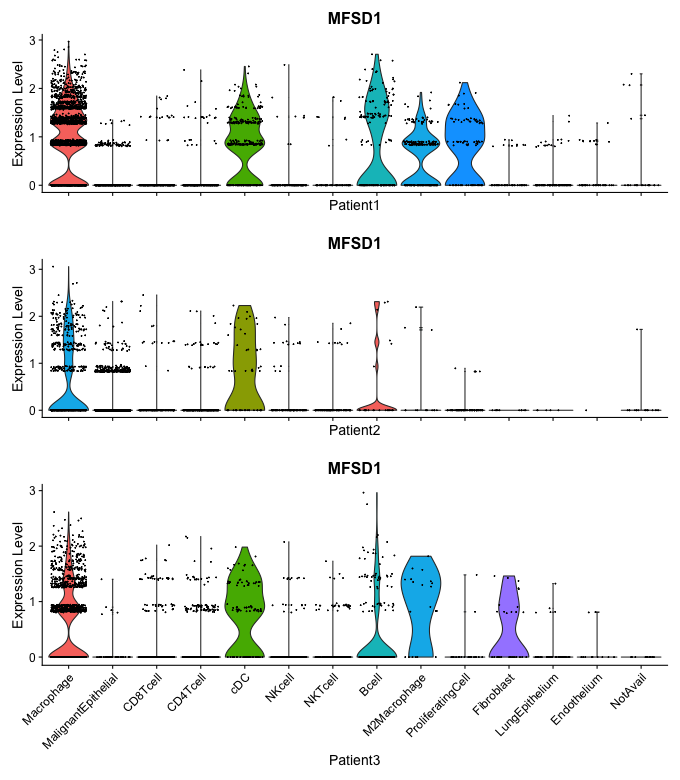 MFSD1
Expression Level
3
2
1
0
Patient1
MFSD1
Expression Level
3
2
1
0
Patient2
MFSD1
Expression Level
3
2
1
0
Macrophage
MalignantEpithelial
CD8Tcell
CD4Tcell
cDC
NKcell
NKTcell
Bcell
M2Macrophage
ProliferatingCell
Fibroblast
LungEpithelium
Endothelium
NotAvail
Patient3